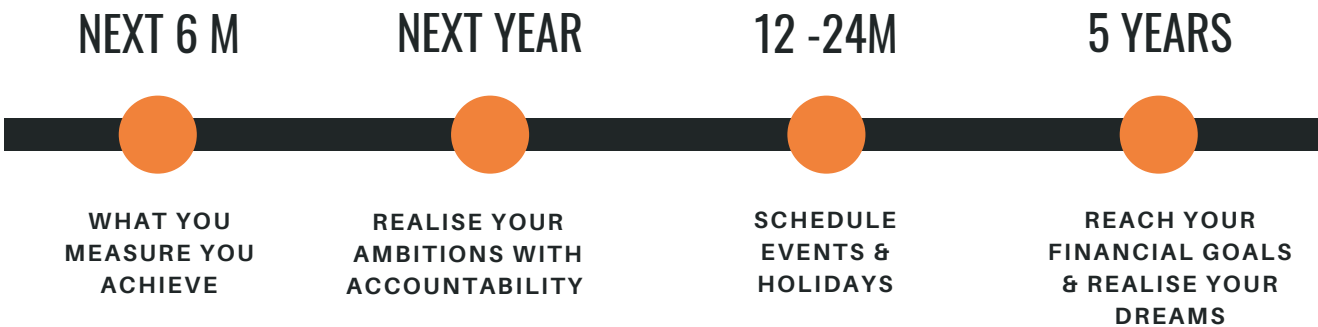 NEXT 6 M
NEXT YEAR
12 -24M
5 YEARS
WHAT YOU
MEASURE YOU
ACHIEVE
REALISE YOUR
AMBITIONS WITH
ACCOUNTABILITY
SCHEDULE
EVENTS &
HOLIDAYS
REACH YOUR
FINANCIAL GOALS
& REALISE YOUR
DREAMS